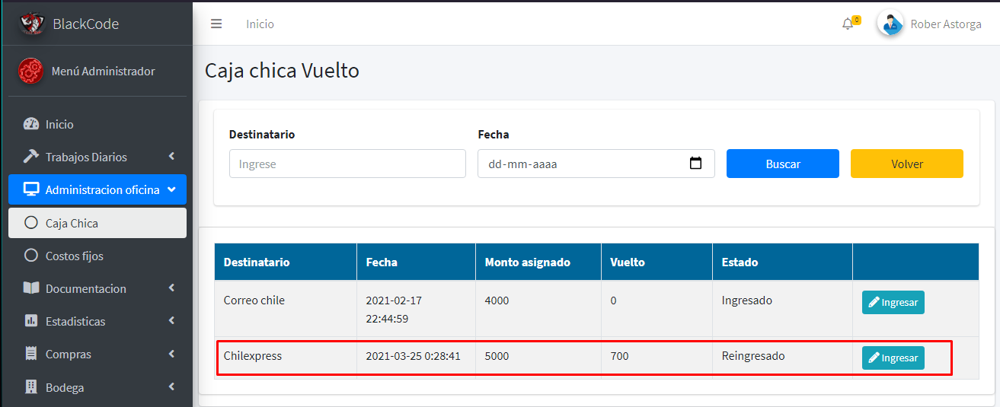 BlackCode
Inicio
0
Rober Astorga
Menú Administrador
Caja chica Vuelto
Inicio
Trabajos Diarios
Administracion oficina
Caja Chica
Costos fijos
Documentacion
Estadisticas
Compras
Bodega
Destinatario Fecha
Ingrese dd-mm-aaaa Buscar Volver
Destinatario Fecha Monto asignado Vuelto Estado
Correo chile 2021-02-17 4000 0 Ingresado Ingresar
22:44:59
Chilexpress 2021-03-25 0:28:41 5000 700 Reingresado Ingresar